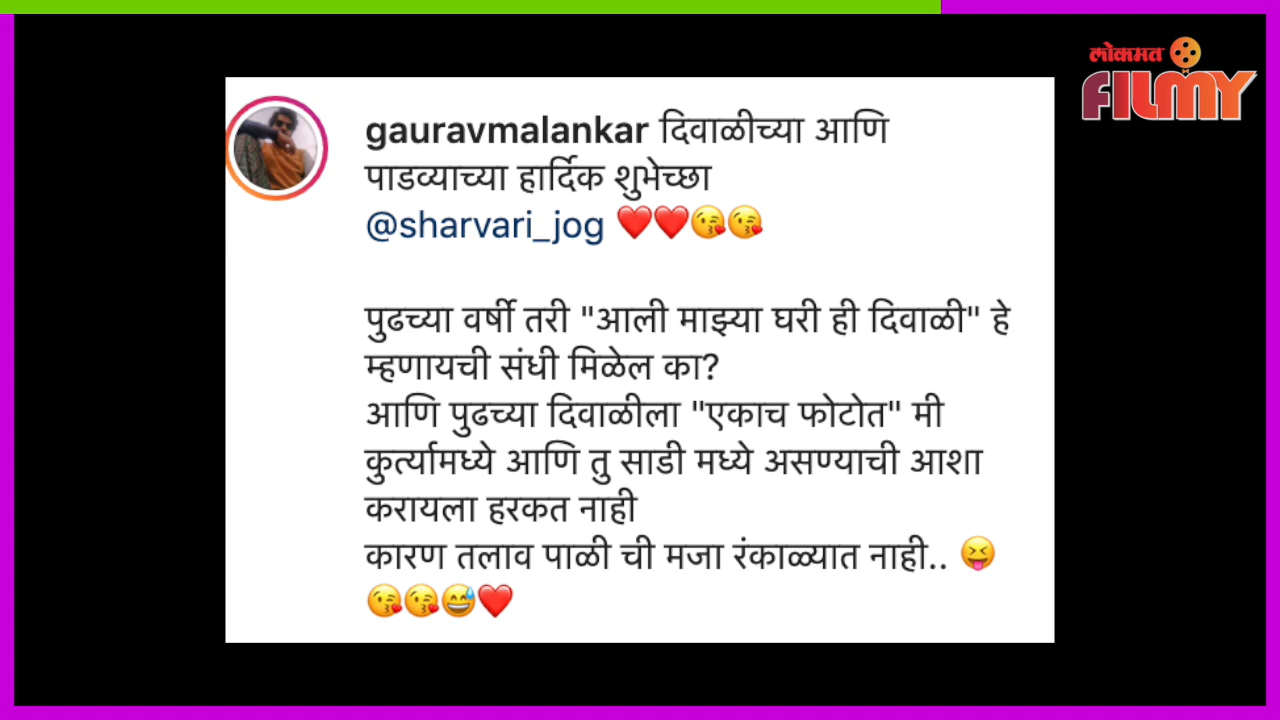 लोकमत
FILMY
gauravmalankar दिवाळीच्या आणि
पाडव्याच्या हार्दिक शुभेच्छा
@sharvari_jog ❤️❤️😘😘
पुढच्या वर्षी तरी "आली माझ्या घरी ही दिवाळी" हे
म्हणायची संधी मिळेल का?
आणि पुढच्या दिवाळीला "एकाच फोटोत" मी
कुर्त्यामध्ये आणि तु साडी मध्ये असण्याची आशा
करायला हरकत नाही
कारण तलाव पाळी ची मजा रंकाळ्यात नाही.. 😝
😘😘😅❤️